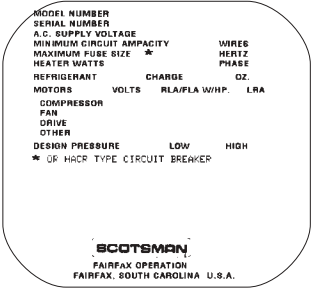 MODEL NUMBER
SERIAL NUMBER
A.C. SUPPLY VOLTAGE
MINIMUM CIRCUIT AMPACITY WIRES
MAXIMUM FUSE SIZE * HERTZ
HEATER WATTS PHASE
REFRIGERANT CHARGE OZ.
MOTORS VOLTS RLA/FLA W/HP. LRA
COMPRESSOR
FAN
DRIVE
OTHER
DESIGN PRESSURE LOW HIGH
* OR HACR TYPE CIRCUIT BREAKER
SCOTSMAN
FAIRFAX OPERATION
FAIRFAX, SOUTH CAROLINA U.S.A.